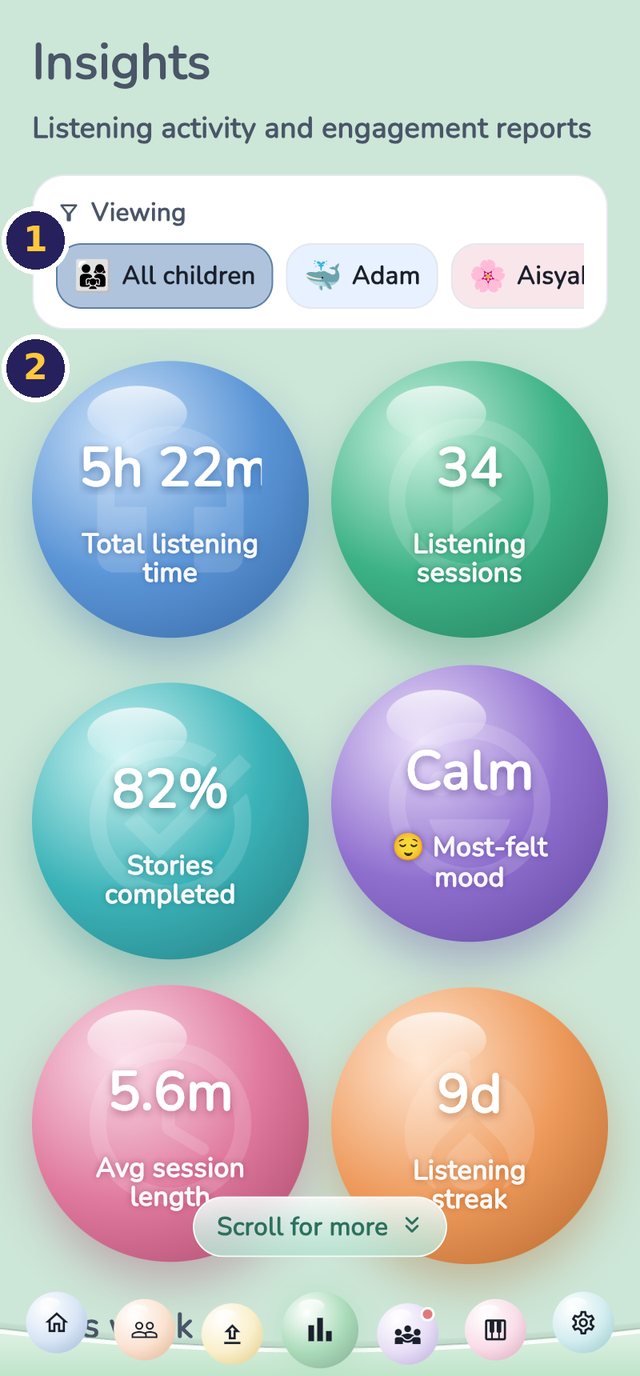 Insights
Listening activity and engagement reports
1
Viewing
All children
Adam
Aisyah
2
5h 22m
Total listening
time
34
Listening
sessions
82%
Stories
completed
Calm
😌 Most-felt
mood
5.6m
Avg session
length
9d
Listening
streak
Scroll for more